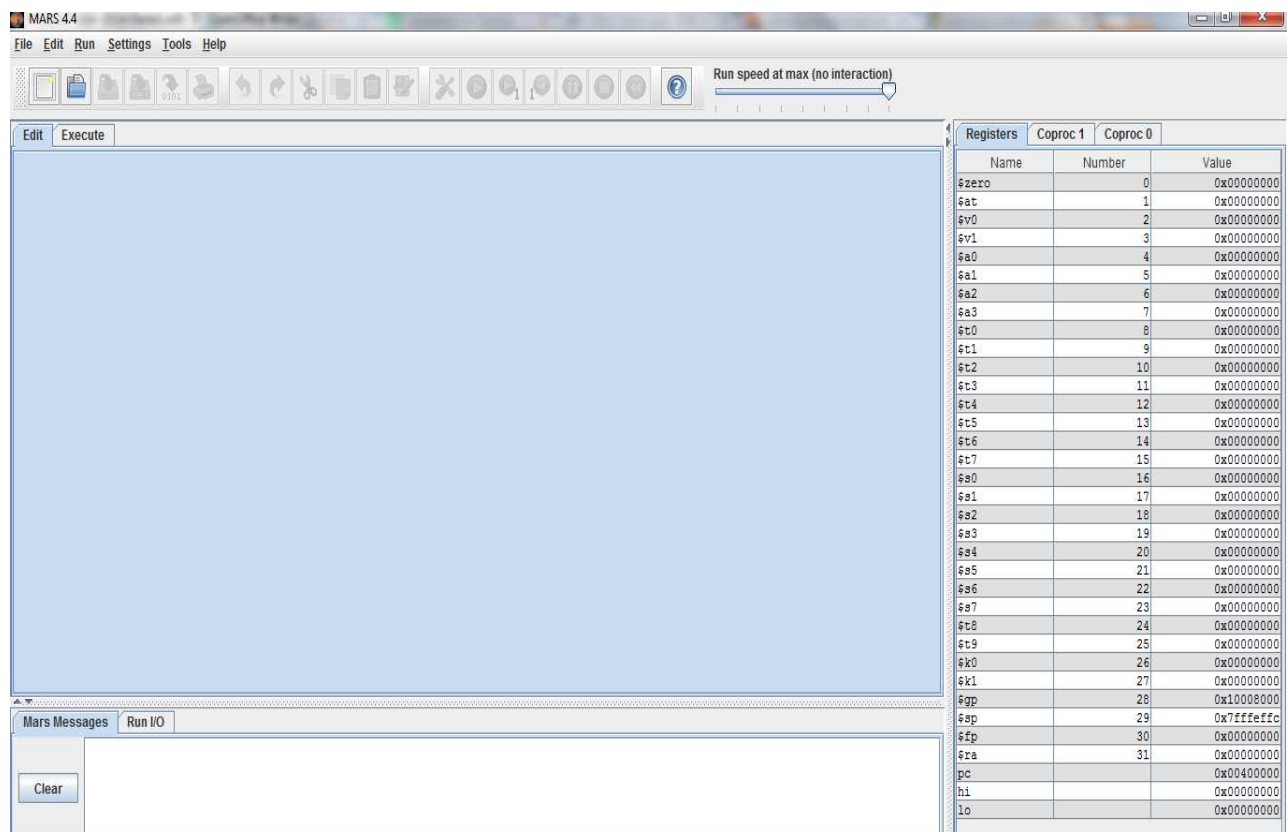 MARS 4.4
File Edit Run Settings Tools Help
Run speed at max (no interaction)
Edit Execute
Registers Coproc 1 Coproc 0
Name Number Value
$zero 0 0x00000000
$at 1 0x00000000
$v0 2 0x00000000
$v1 3 0x00000000
$a0 4 0x00000000
$a1 5 0x00000000
$a2 6 0x00000000
$a3 7 0x00000000
$t0 8 0x00000000
$t1 9 0x00000000
$t2 10 0x00000000
$t3 11 0x00000000
$t4 12 0x00000000
$t5 13 0x00000000
$t6 14 0x00000000
$t7 15 0x00000000
$s0 16 0x00000000
$s1 17 0x00000000
$s2 18 0x00000000
$s3 19 0x00000000
$s4 20 0x00000000
$s5 21 0x00000000
$s6 22 0x00000000
$s7 23 0x00000000
$t8 24 0x00000000
$t9 25 0x00000000
$k0 26 0x00000000
$k1 27 0x00000000
$gp 28 0x10008000
$sp 29 0x7fffeffc
$fp 30 0x00000000
$ra 31 0x00000000
pc 0x00400000
hi 0x00000000
lo 0x00000000
Mars Messages Run I/O
Clear